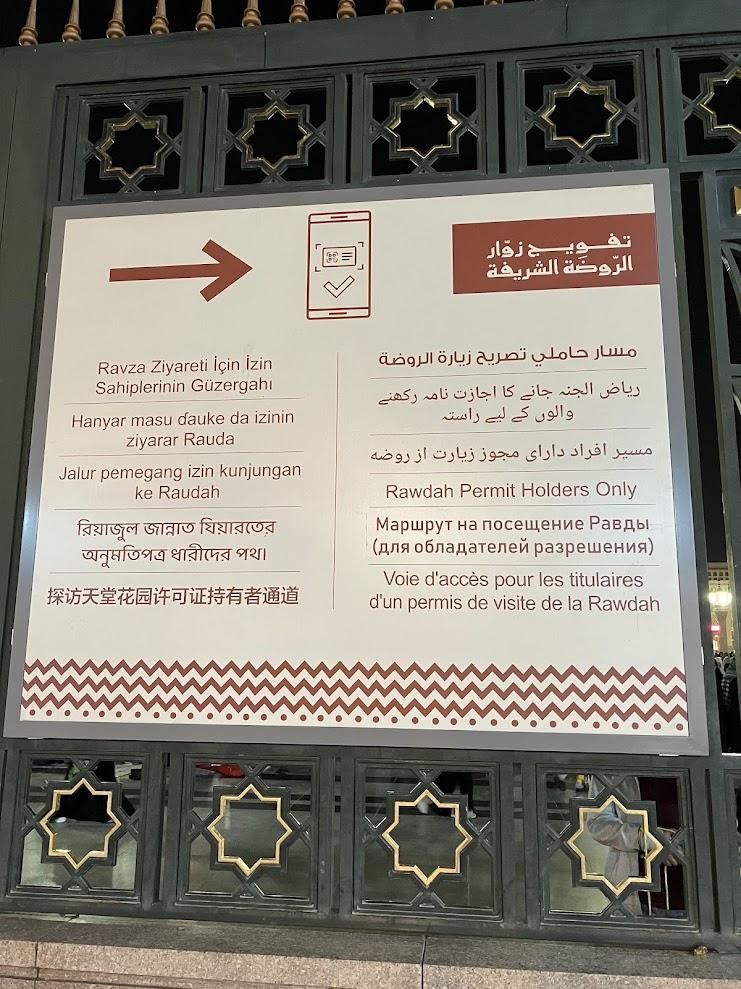 تفويج زوّار
الرّوضَة الشريفة
مسار حاملي تصريح زيارة الروضة
ریاض الجنہ جانے کا اجازت نامہ رکھنے
والوں کے لیے راستہ
مسیر افراد دارای مجوز زیارت از روضه
Rawdah Permit Holders Only
Маршрут на посещение Равды
(для обладателей разрешения)
Voie d'accès pour les titulaires
d'un permis de visite de la Rawdah
Ravza Ziyareti İçin İzin
Sahiplerinin Güzergahı
Hanyar masu ɗauke da izinin
ziyarar Rauda
Jalur pemegang izin kunjungan
ke Raudah
রিয়াজুল জান্নাত যিয়ারতের
অনুমতিপত্র ধারীদের পথ।
探访天堂花园许可证持有者通道